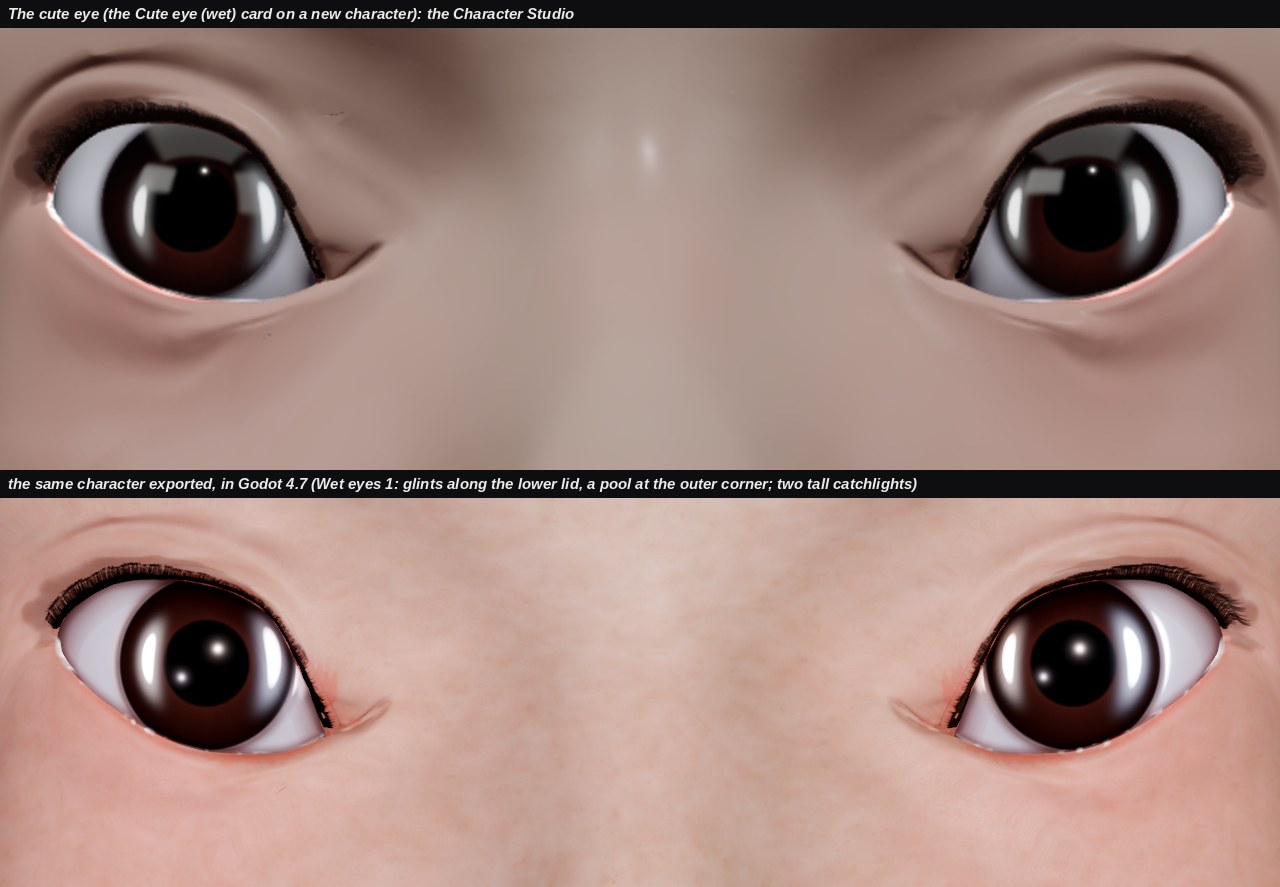 The cute eye (the Cute eye (wet) card on a new character): the Character Studio
the same character exported, in Godot 4.7 (Wet eyes 1: glints along the lower lid, a pool at the outer corner; two tall catchlights)